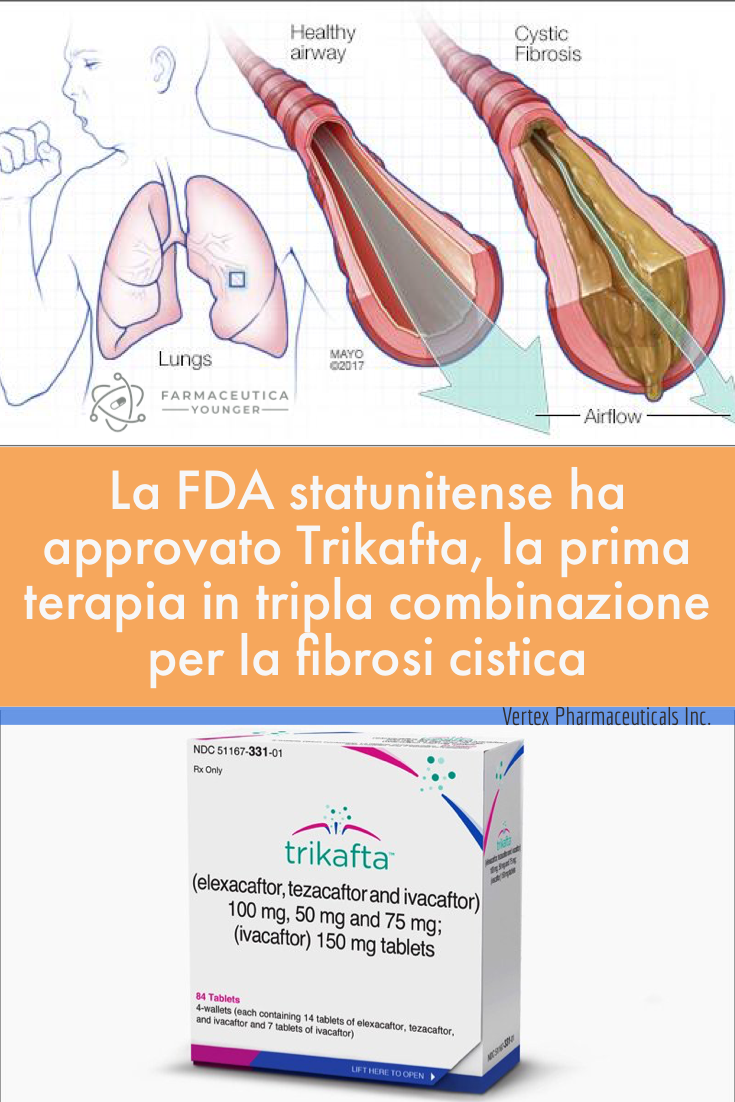 Healthy
airway
Cystic
Fibrosis
Lungs
MAYO
©2017
FARMACEUTICA
YOUNGER
Airflow
La FDA statunitense ha
approvato Trikafta, la prima
terapia in tripla combinazione
per la fibrosi cistica
Vertex Pharmaceuticals Inc.
NDC 51167-331-01
Rx Only
trikafta™
(elexacaftor, tezacaftor and ivacaftor)
100 mg, 50 mg and 75 mg;
(ivacaftor) 150 mg tablets
84 Tablets
4-wallets (each containing 14 tablets of elexacaftor, tezacaftor,
and ivacaftor and 7 tablets of ivacaftor)
LIFT HERE TO OPEN
trikafta